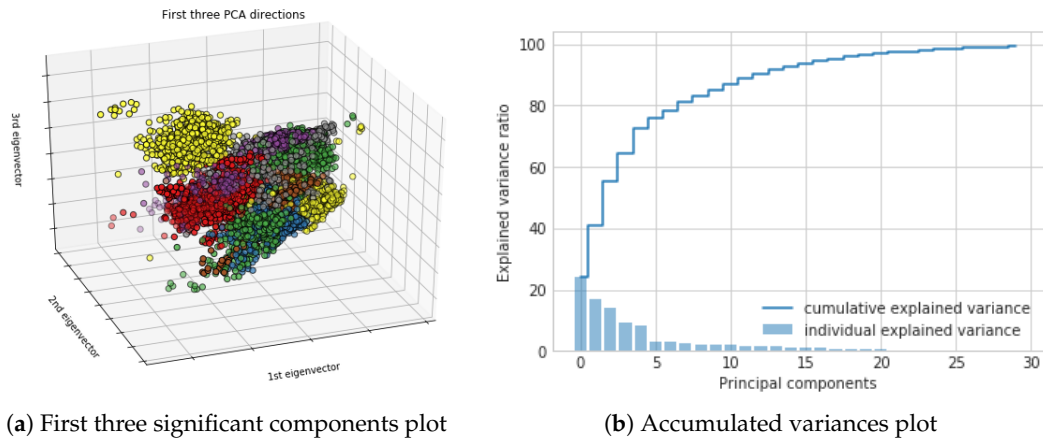 First three PCA directions
3rd eigenvector
2nd eigenvector
1st eigenvector
(a) First three significant components plot
100
80
60
40
20
0
Explained variance ratio
cumulative explained variance
individual explained variance
0 5 10 15 20 25 30
Principal components
(b) Accumulated variances plot